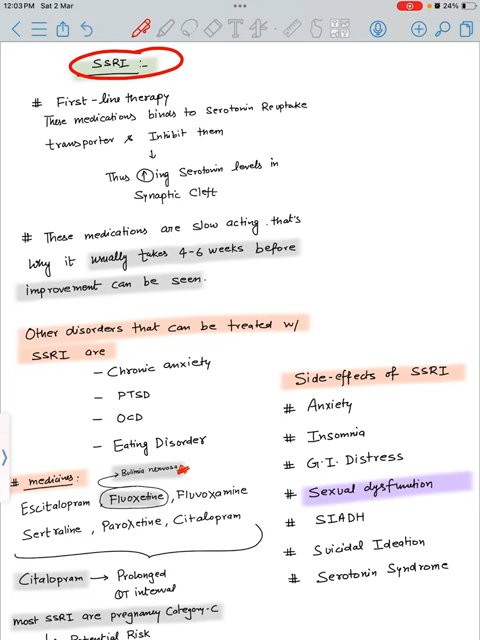 12:03 PM Sat 2 Mar
24%
SSRI :-
# First-line therapy
These medications binds to Serotonin Reuptake
transporter & Inhibit them
↓
Thus ↑ing Serotonin levels in
Synaptic Cleft
# These medications are slow acting. that's
why it usually takes 4-6 weeks before
improvement can be seen.
Other disorders that can be treated w/
SSRI are
- Chronic anxiety
- PTSD
- OCD
- Eating Disorder
# medicines:
→ Bulimia nervosa
Escitalopram, Fluoxetine, Fluvoxamine
Sertraline, Paroxetine, Citalopram
Citalopram → Prolonged
QT interval
most SSRI are pregnancy Category-C
↳ Potential Risk
Side-effects of SSRI
# Anxiety
# Insomnia
# G.I. Distress
# Sexual dysfunction
# SIADH
# Suicidal Ideation
# Serotonin Syndrome